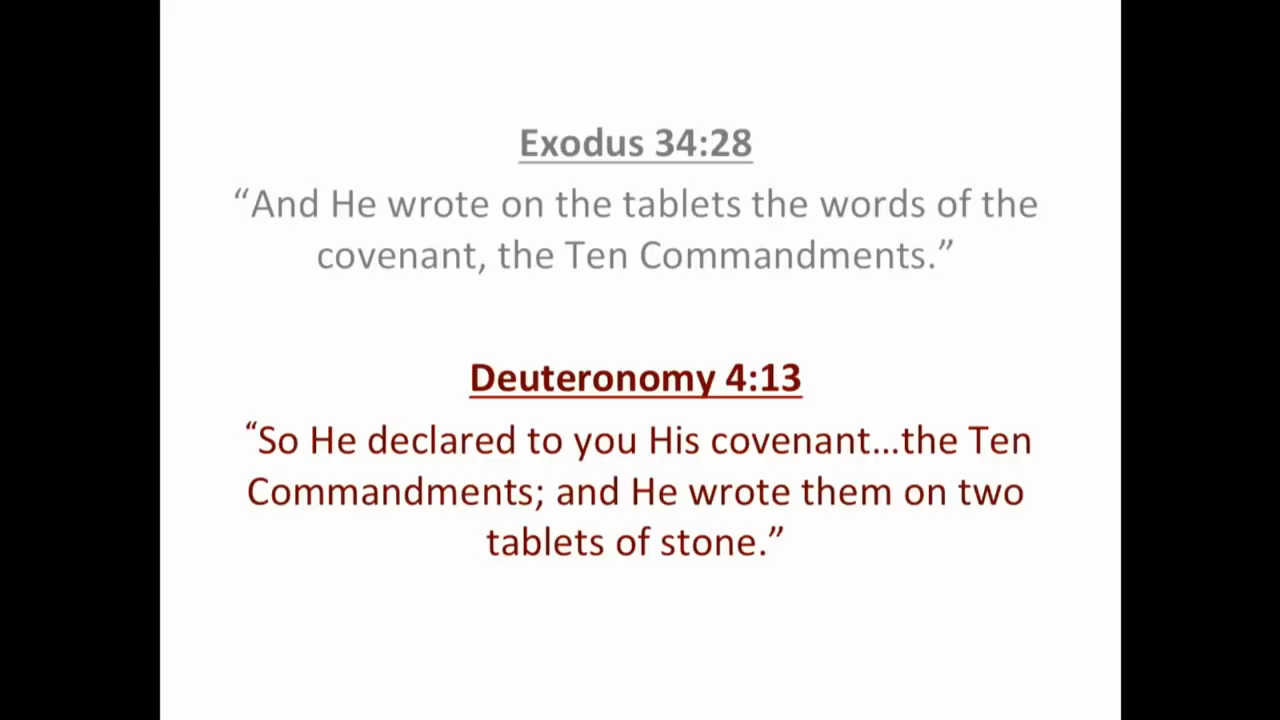 Exodus 34:28
“And He wrote on the tablets the words of the
covenant, the Ten Commandments.”
Deuteronomy 4:13
“So He declared to you His covenant...the Ten
Commandments; and He wrote them on two
tablets of stone.”